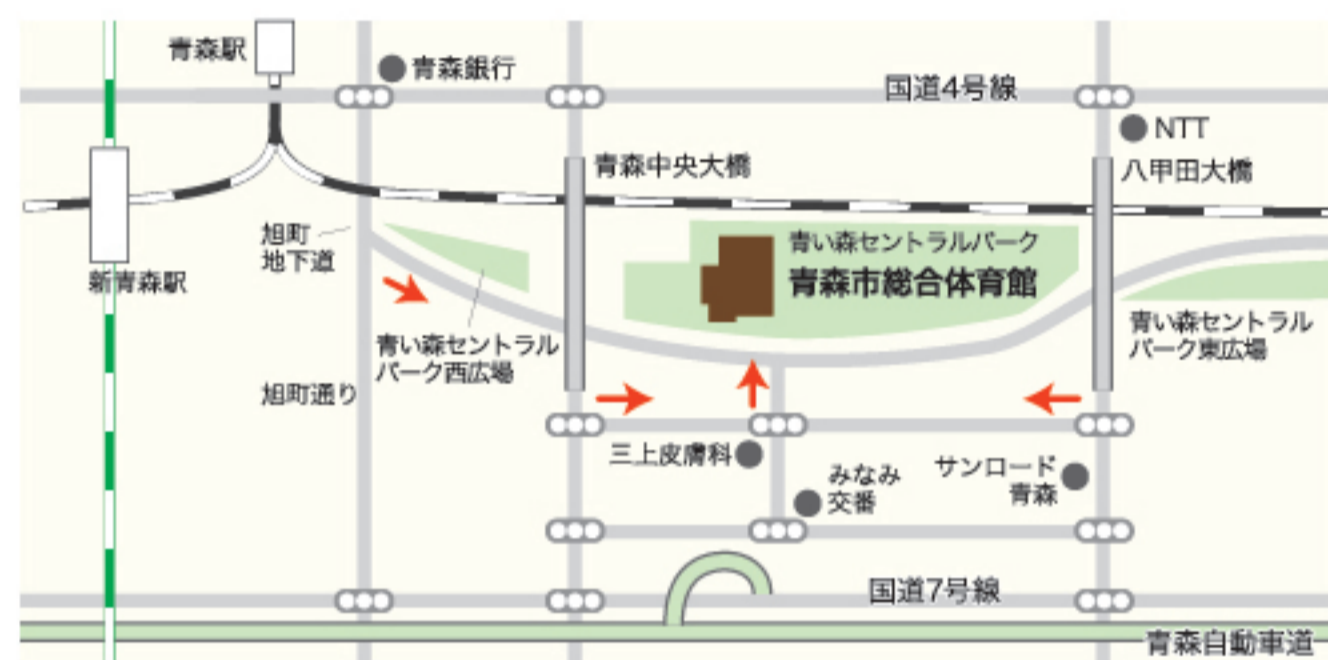 青森駅
青森銀行
国道4号線
NTT
青森中央大橋
八甲田大橋
旭町
地下道
青い森セントラルパーク
青森市総合体育館
新青森駅
青い森セントラル
パーク西広場
青い森セントラル
パーク東広場
旭町通り
三上皮膚科
みなみ
交番
サンロード
青森
国道7号線
青森自動車道